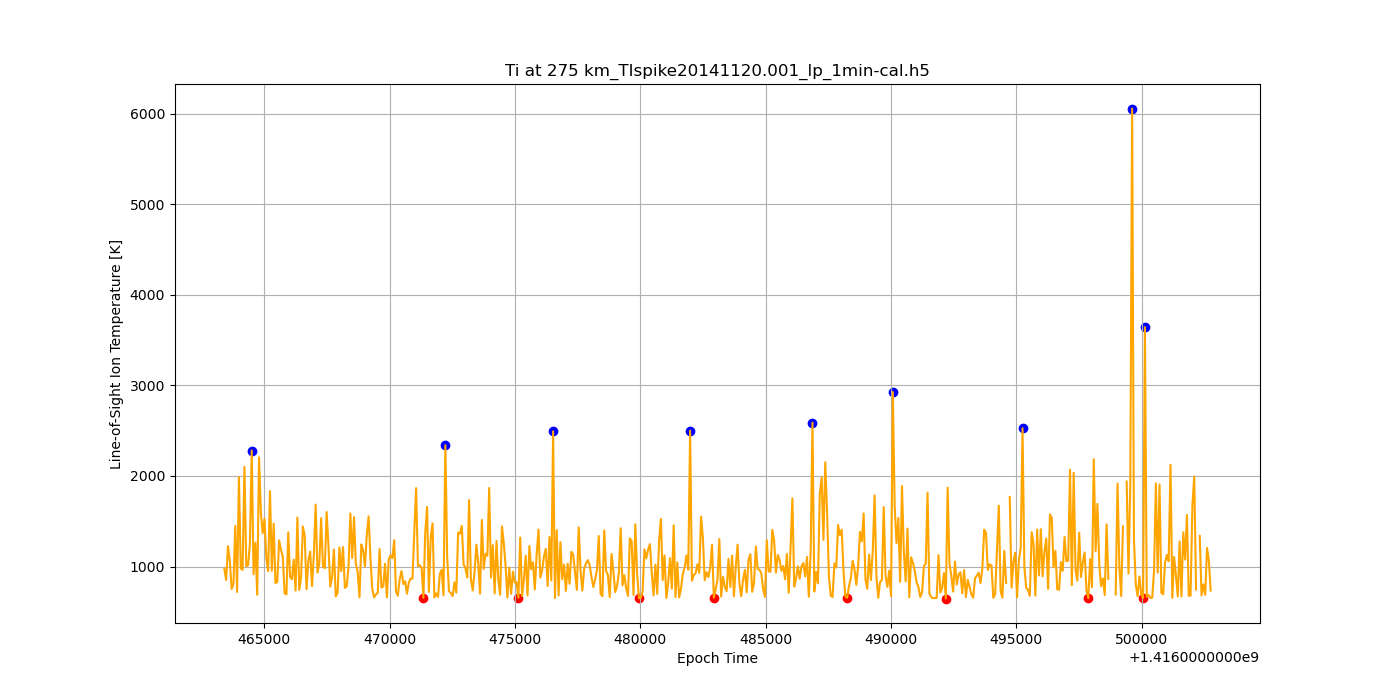 Ti at 275 km_TIspike20141120.001_lp_1min-cal.h5
Line-of-Sight Ion Temperature [K]
6000
5000
4000
3000
2000
1000
465000 470000 475000 480000 485000 490000 495000 500000
Epoch Time
+1.4160000000e9